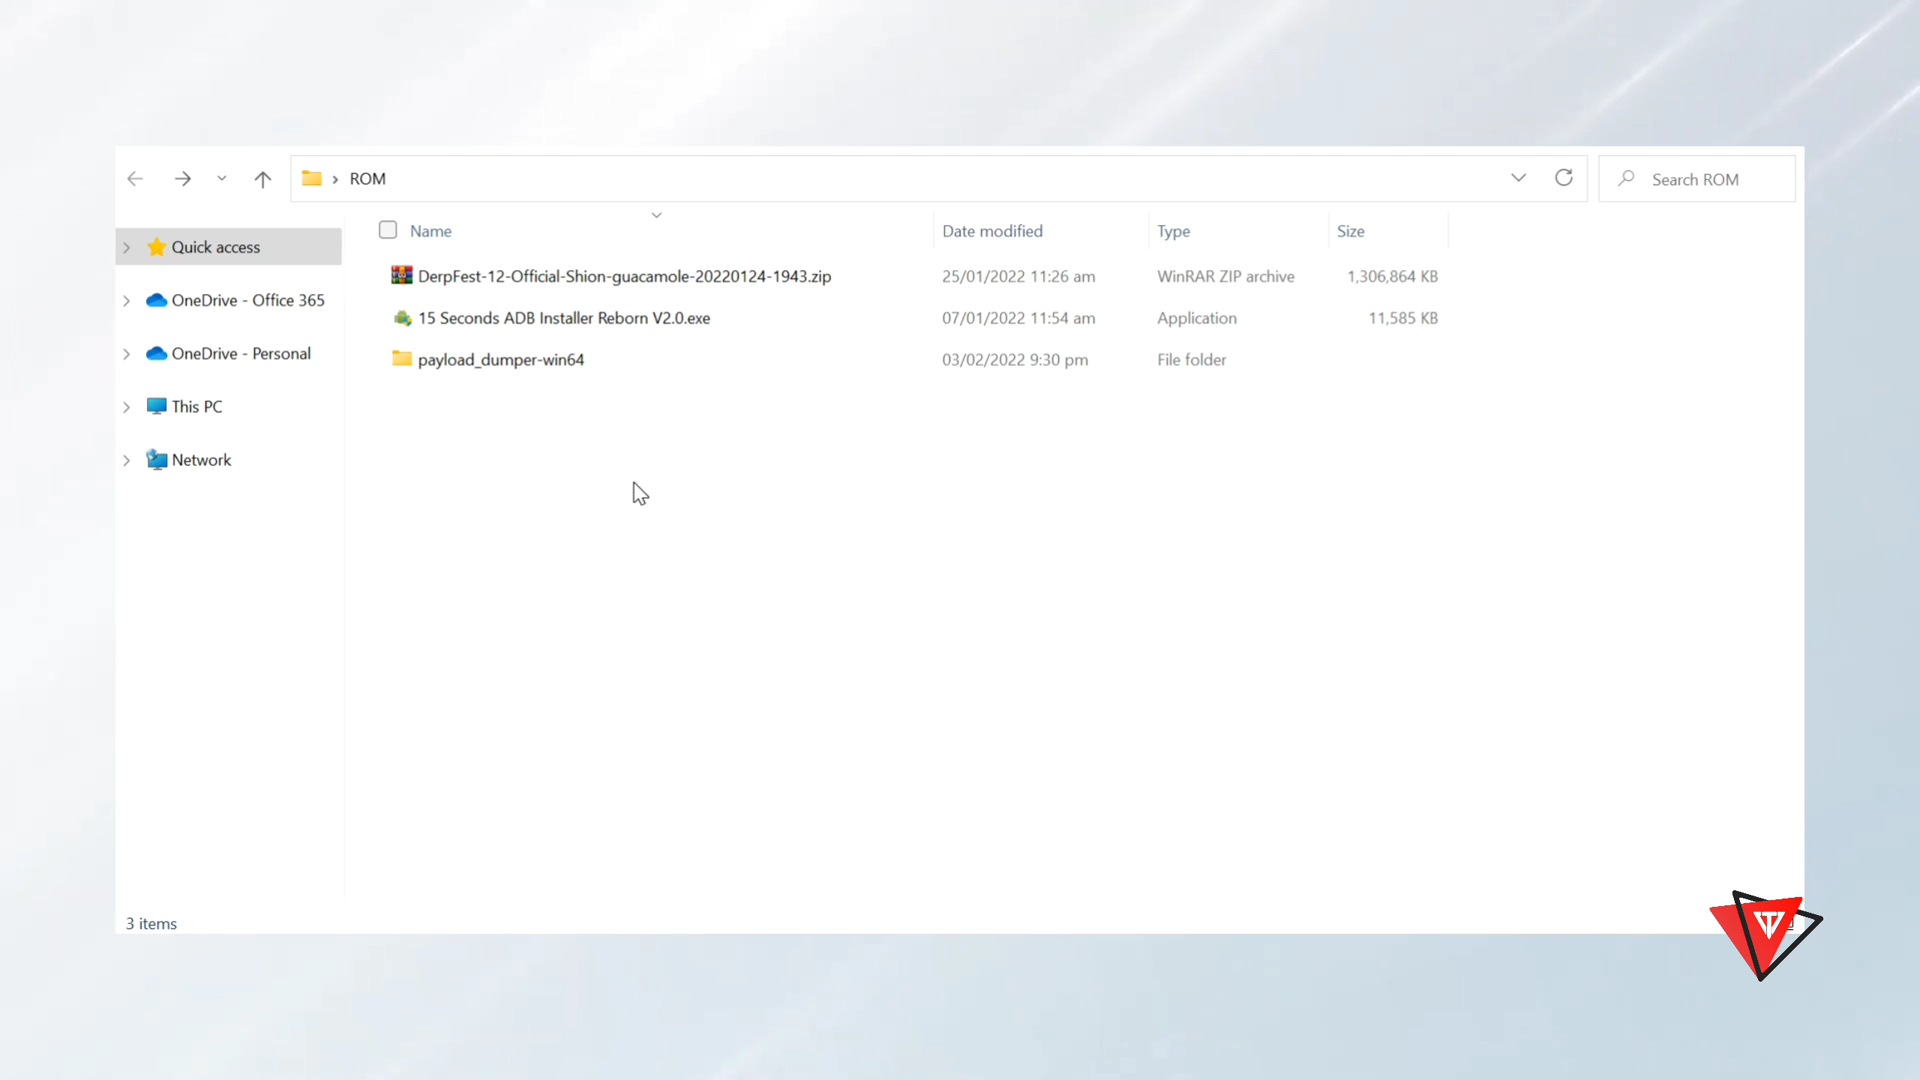 ROM
Search ROM
Name Date modified Type Size
Quick access
OneDrive - Office 365
OneDrive - Personal
This PC
Network
DerpFest-12-Official-Shion-guacamole-20220124-1943.zip 25/01/2022 11:26 am WinRAR ZIP archive 1,306,864 KB
15 Seconds ADB Installer Reborn V2.0.exe 07/01/2022 11:54 am Application 11,585 KB
payload_dumper-win64 03/02/2022 9:30 pm File folder
3 items